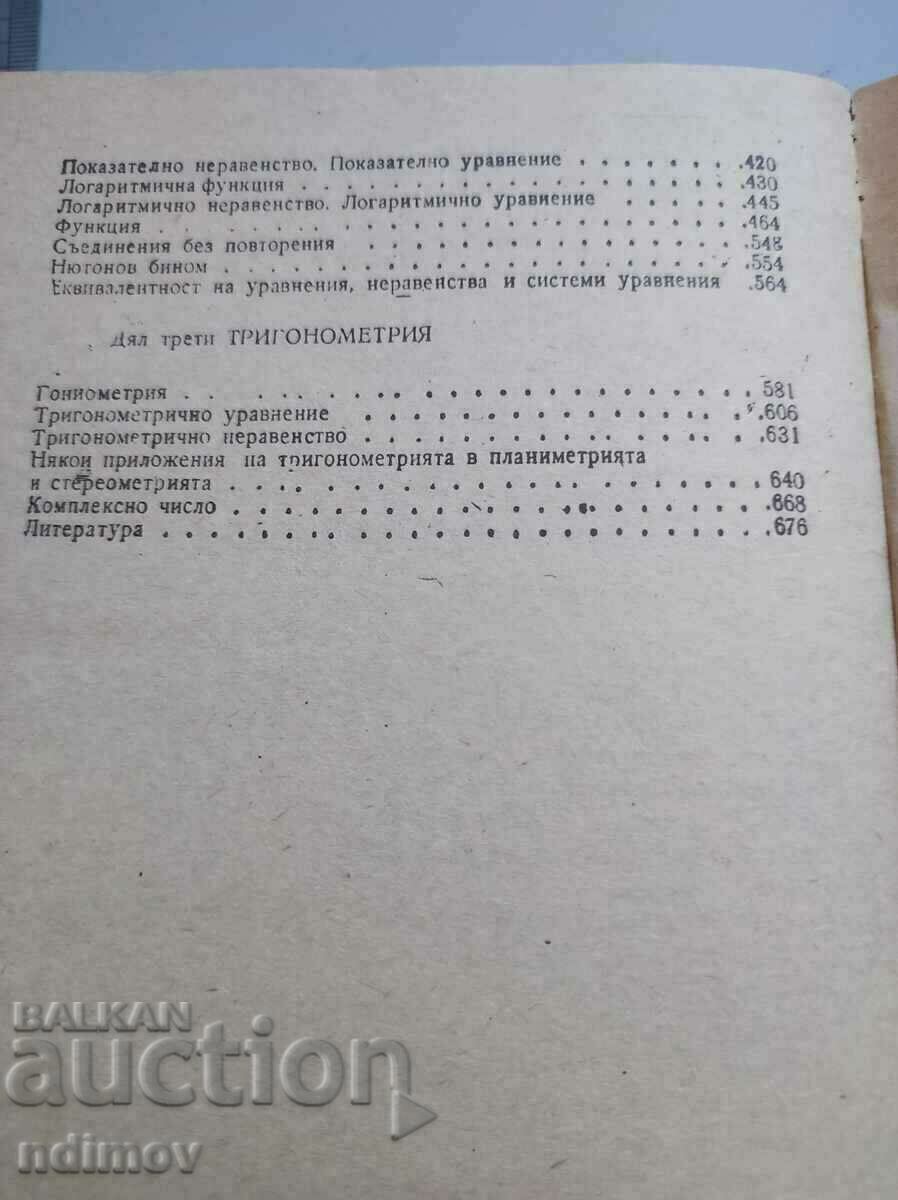 Показателно неравенство. Показателно уравнение . . . . . . . .420
Логаритмична функция . . . . . . . . . . . . . . . . . .430
Логаритмично неравенство. Логаритмично уравнение . . . . . .445
Функция . . . . . . . . . . . . . . . . . . . . . . .464
Съединения без повторения . . . . . . . . . . . . . . . .548
Нютонов бином . . . . . . . . . . . . . . . . . . . . .554
Еквивалентност на уравнения, неравенства и системи уравнения .564
Дял трети ТРИГОНОМЕТРИЯ
Гониометрия . . . . . . . . . . . . . . . . . . . . . .581
Тригонометрично уравнение . . . . . . . . . . . . . . . .606
Тригонометрично неравенство . . . . . . . . . . . . . . .631
Някои приложения на тригонометрията в планиметрията
и стереометрията . . . . . . . . . . . . . . . . . . . . 640
Комплексно число . . . . . . . . . . . . . . . . . . . .668
Литература . . . . . . . . . . . . . . . . . . . . . . .676
BALKAN
auction
ndimov